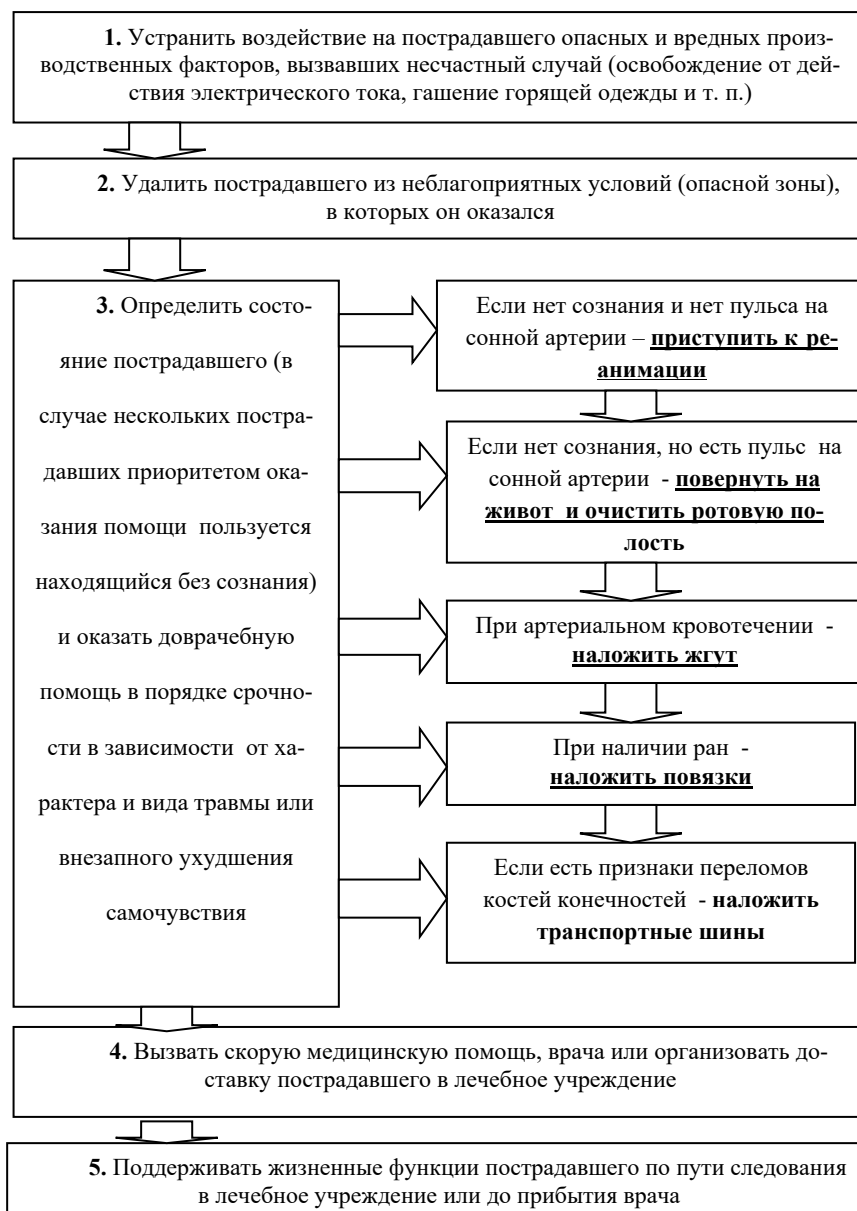 1. Устранить воздействие на пострадавшего опасных и вредных произ-
водственных факторов, вызвавших несчастный случай (освобождение от дей-
ствия электрического тока, гашение горящей одежды и т. п.)
2. Удалить пострадавшего из неблагоприятных условий (опасной зоны),
в которых он оказался
3. Определить состо-
яние пострадавшего (в
случае нескольких постра-
давших приоритетом ока-
зания помощи пользуется
находящийся без сознания)
и оказать доврачебную
помощь в порядке срочно-
сти в зависимости от ха-
рактера и вида травмы или
внезапного ухудшения
самочувствия
Если нет сознания и нет пульса на
сонной артерии – приступить к ре-
анимации
Если нет сознания, но есть пульс на
сонной артерии - повернуть на
живот и очистить ротовую по-
лость
При артериальном кровотечении -
наложить жгут
При наличии ран -
наложить повязки
Если есть признаки переломов
костей конечностей - наложить
транспортные шины
4. Вызвать скорую медицинскую помощь, врача или организовать до-
ставку пострадавшего в лечебное учреждение
5. Поддерживать жизненные функции пострадавшего по пути следования
в лечебное учреждение или до прибытия врача